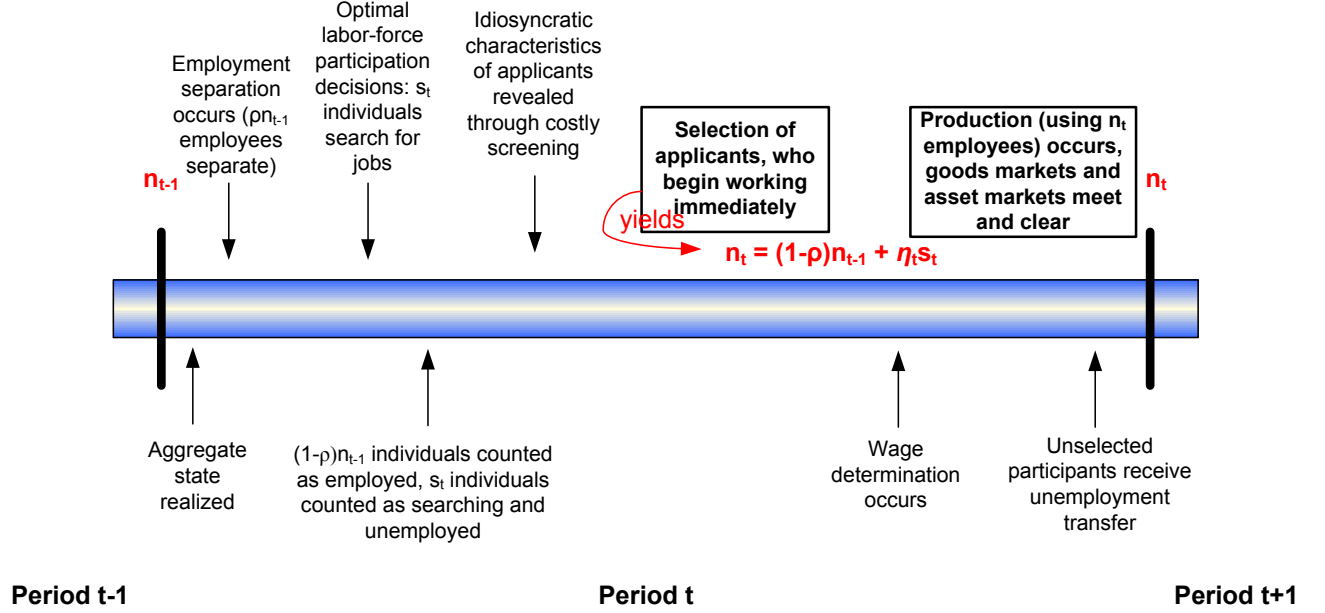 Employment
separation
occurs (ρnt-1
employees
separate)
Optimal
labor-force
participation
decisions: st
individuals
search for
jobs
Idiosyncratic
characteristics
of applicants
revealed
through costly
screening
Selection of
applicants, who
begin working
immediately
Production (using nt
employees) occurs,
goods markets and
asset markets meet
and clear
nt-1
nt
yields
nt = (1-ρ)nt-1 + ηtst
Aggregate
state
realized
(1-ρ)nt-1 individuals counted
as employed, st individuals
counted as searching and
unemployed
Wage
determination
occurs
Unselected
participants receive
unemployment
transfer
Period t-1
Period t
Period t+1